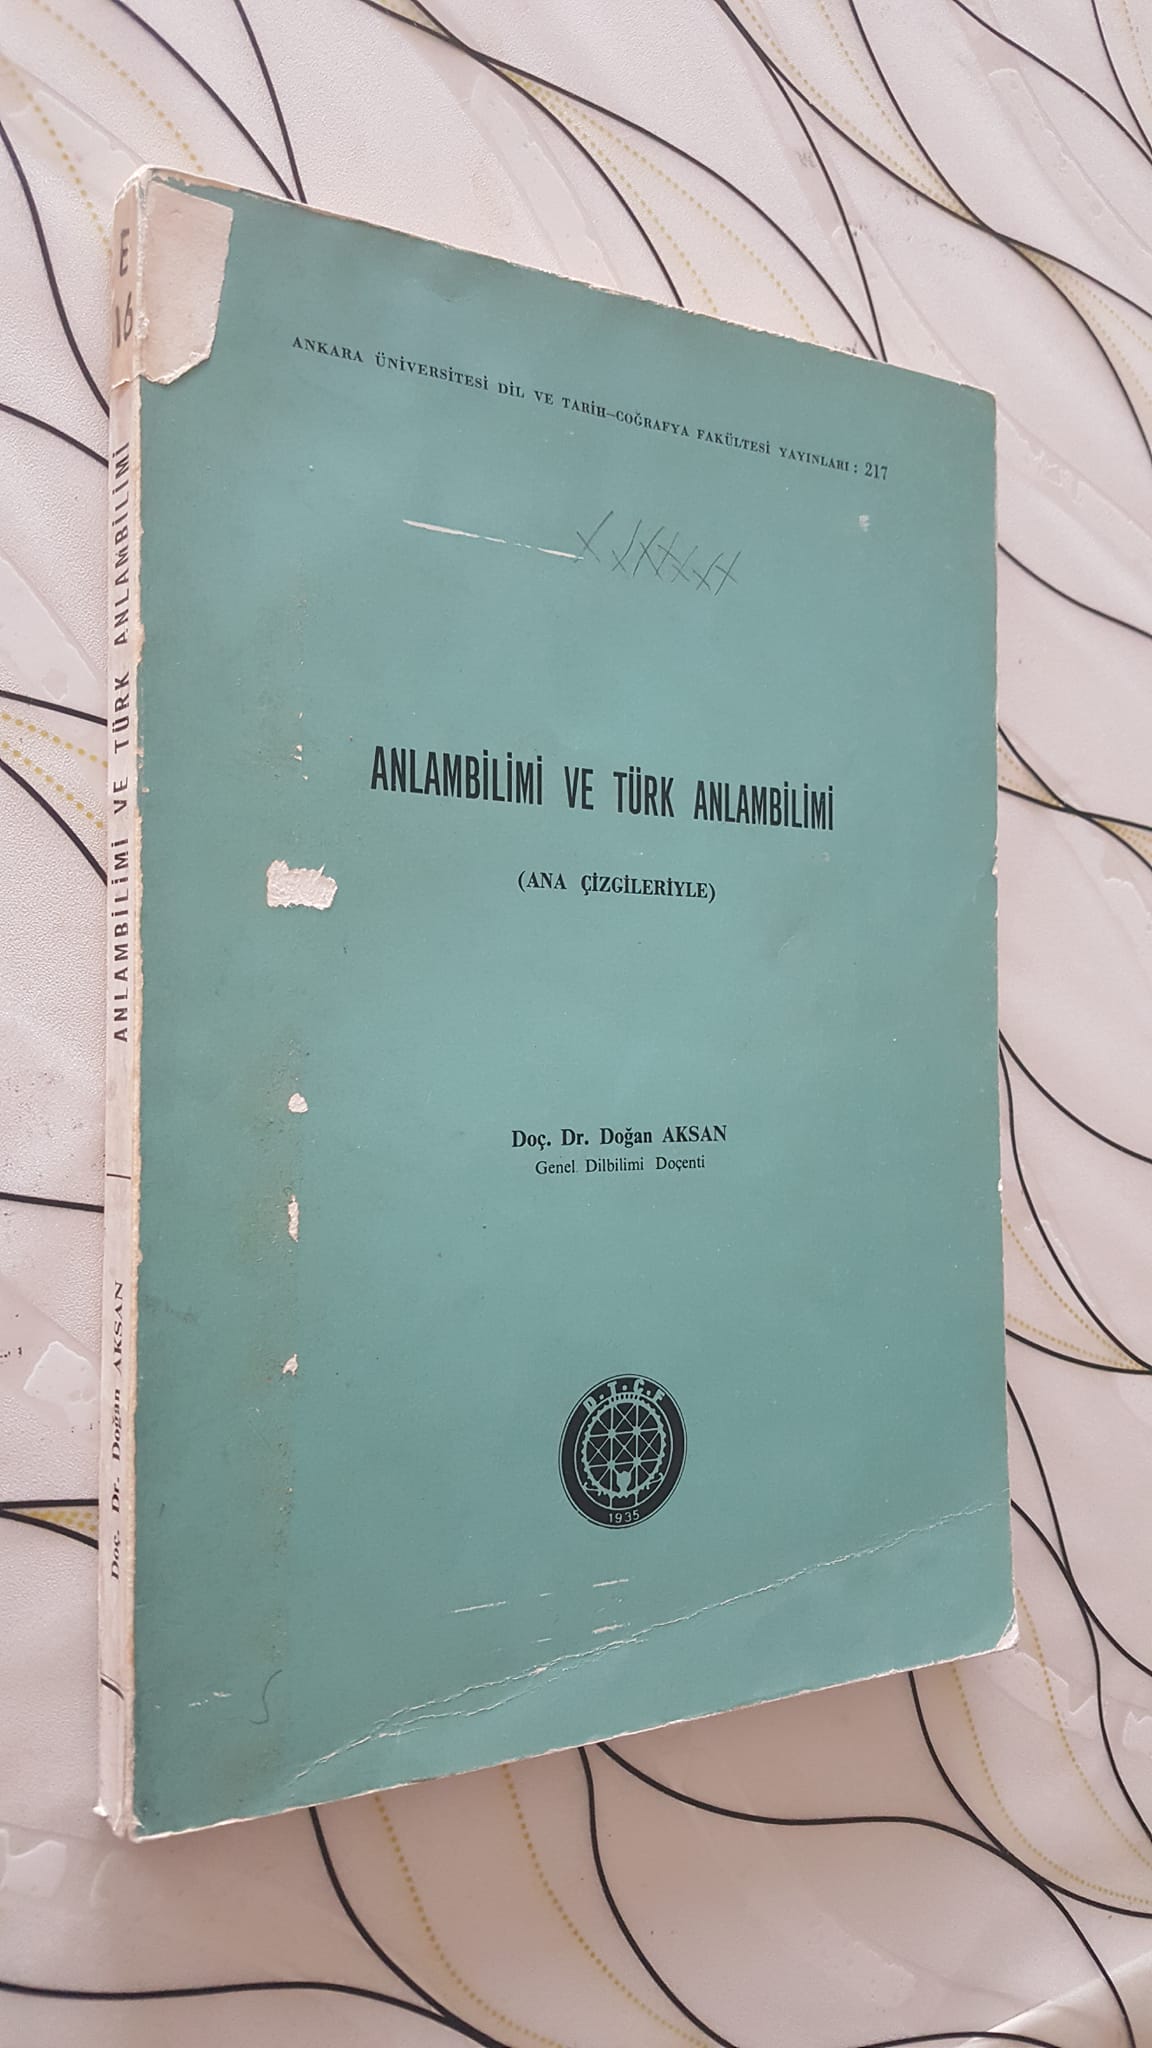 ANKARA ÜNİVERSİTESİ DİL VE TARİH–COĞRAFYA FAKÜLTESİ YAYINLARI : 217
ANLAMBİLİMİ VE TÜRK ANLAMBİLİMİ
(ANA ÇİZGİLERİYLE)
Doç. Dr. Doğan AKSAN
Genel Dilbilimi Doçenti
D.T.C.F
1935
E
16
ANLAMBİLİMİ VE TÜRK ANLAMBİLİMİ
Doç. Dr. Doğan AKSAN